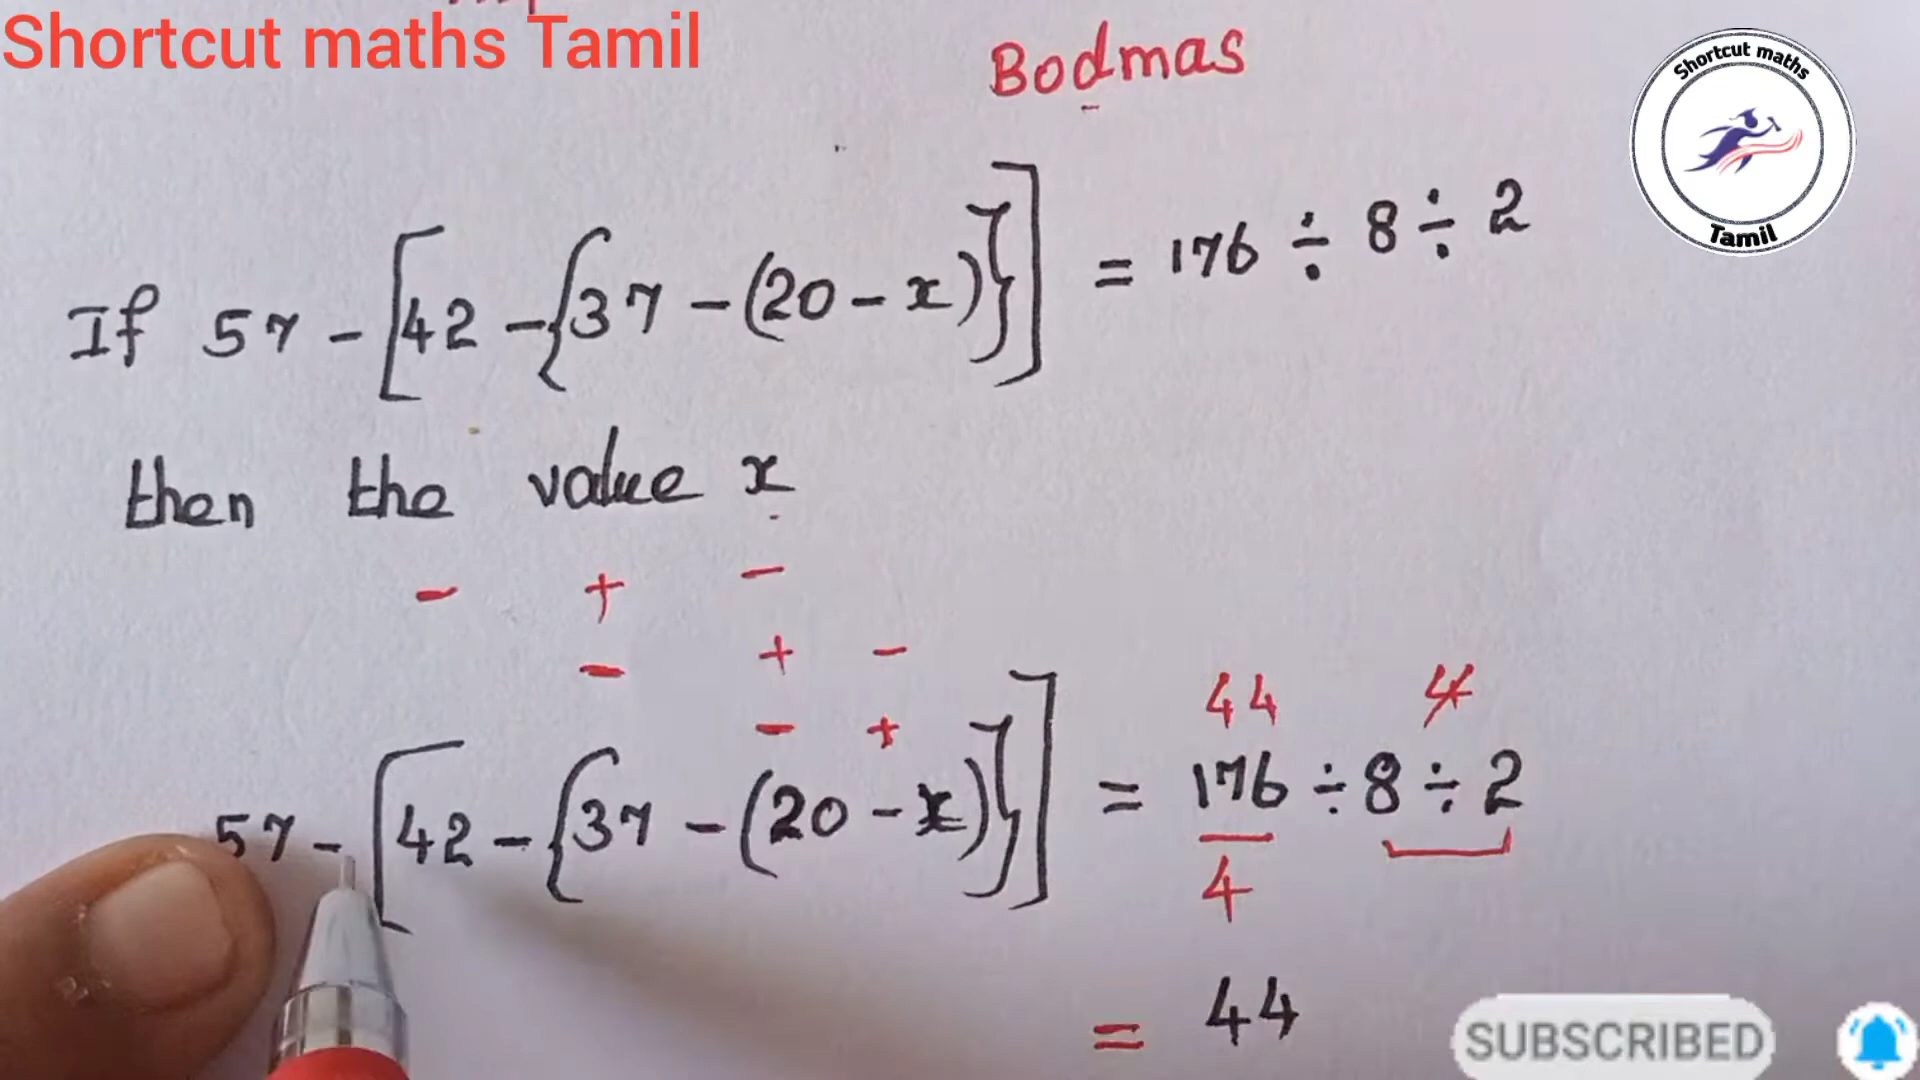 Shortcut maths Tamil
Bodmas
Shortcut maths
Tamil
If 57 - [42 - {37 - (20 - x)}] = 176 ÷ 8 ÷ 2
then the value x
- + -
+ -
-
44 4
- +
57 - [42 - {37 - (20 - x)}] = 176 ÷ 8 ÷ 2
4
= 44
SUBSCRIBED